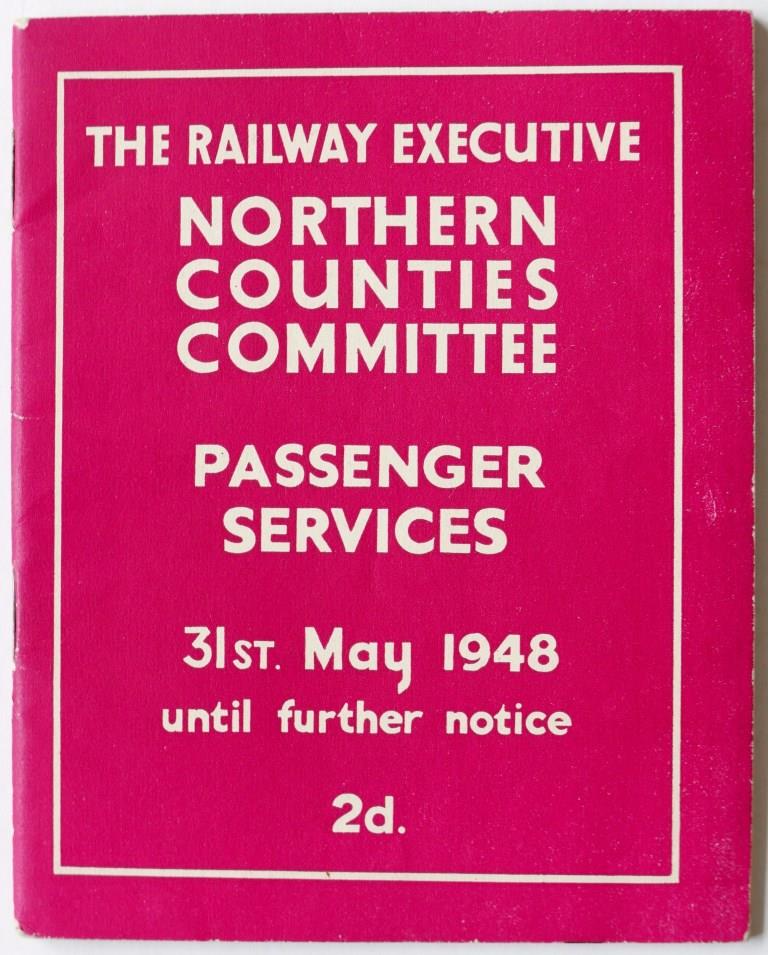 THE RAILWAY EXECUTIVE
NORTHERN
COUNTIES
COMMITTEE
PASSENGER
SERVICES
31ST. May 1948
until further notice
2d.